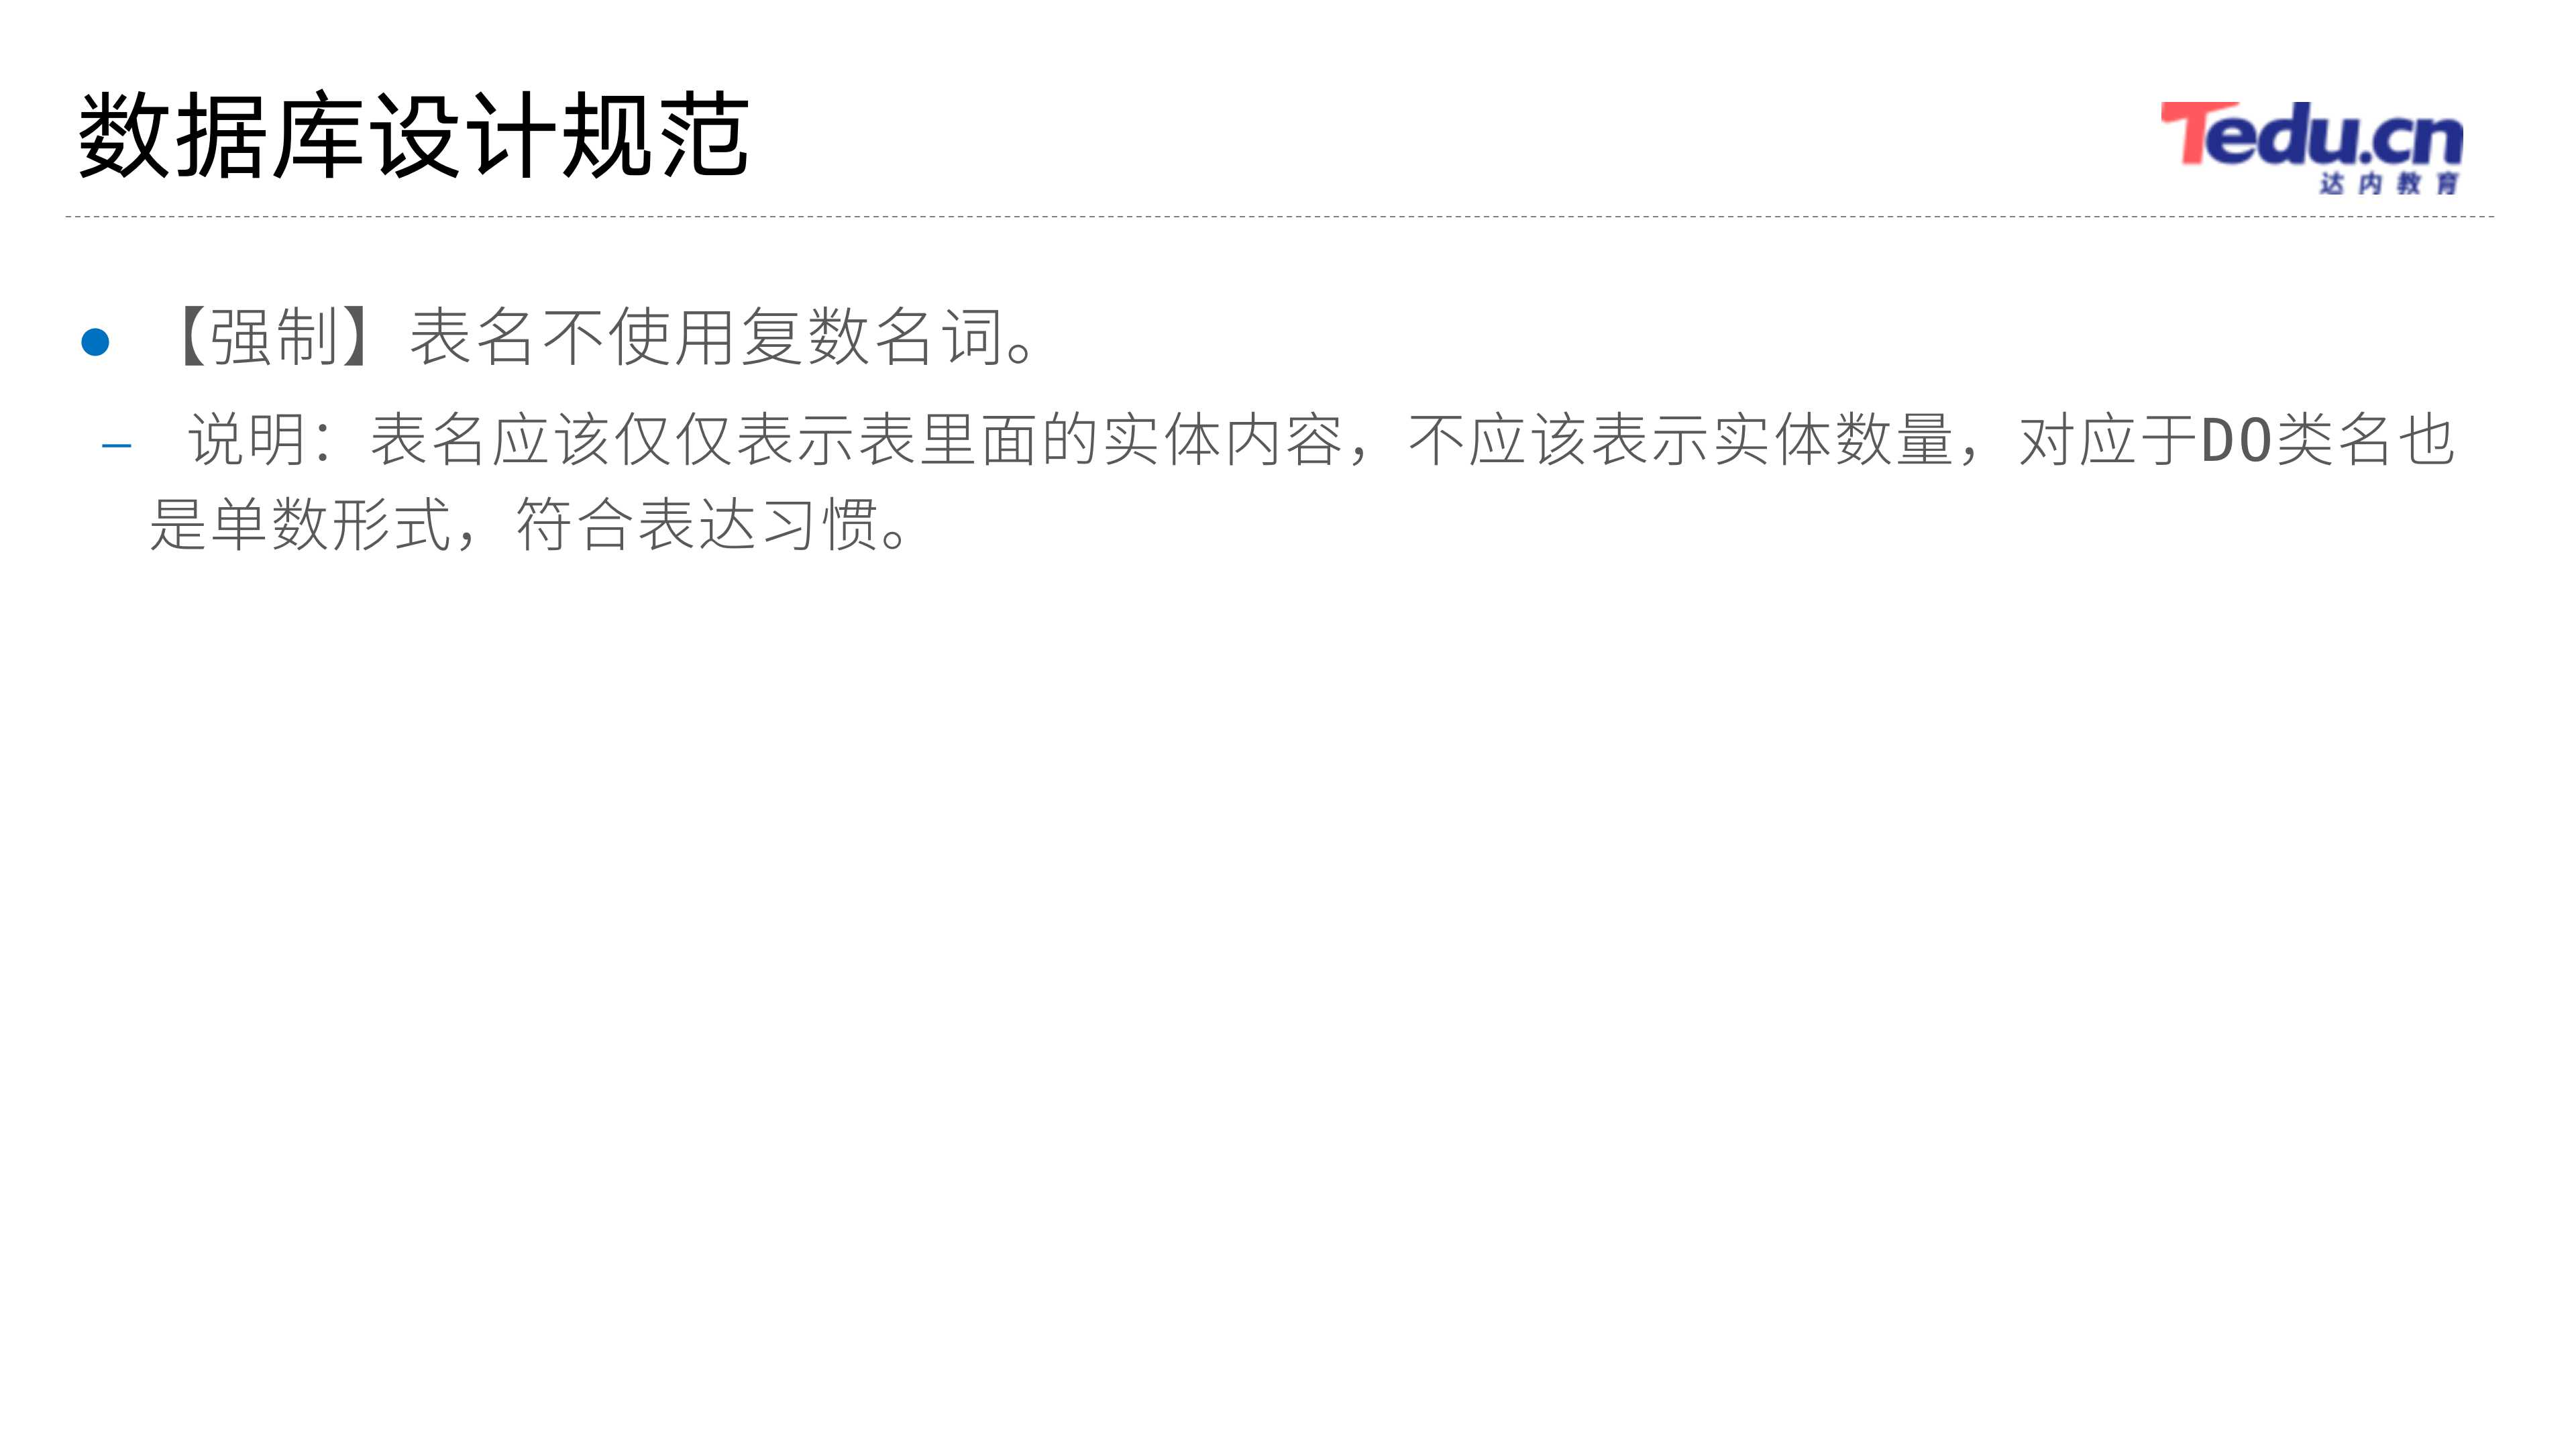 数据库设计规范
Tedu.cn
达内教育
● 【强制】表名不使用复数名词。
– 说明：表名应该仅仅表示表里面的实体内容，不应该表示实体数量，对应于DO类名也
是单数形式，符合表达习惯。